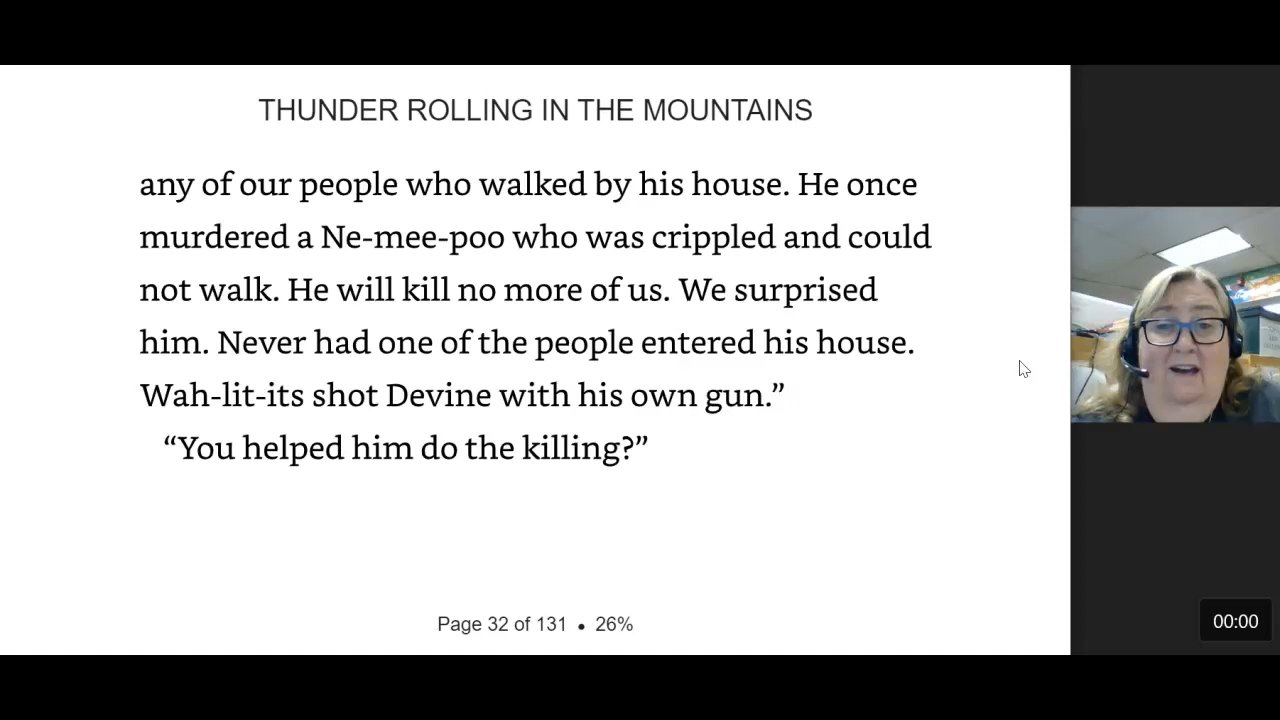 THUNDER ROLLING IN THE MOUNTAINS
any of our people who walked by his house. He once
murdered a Ne-mee-poo who was crippled and could
not walk. He will kill no more of us. We surprised
him. Never had one of the people entered his house.
Wah-lit-its shot Devine with his own gun.”
“You helped him do the killing?”
Page 32 of 131 • 26%
00:00